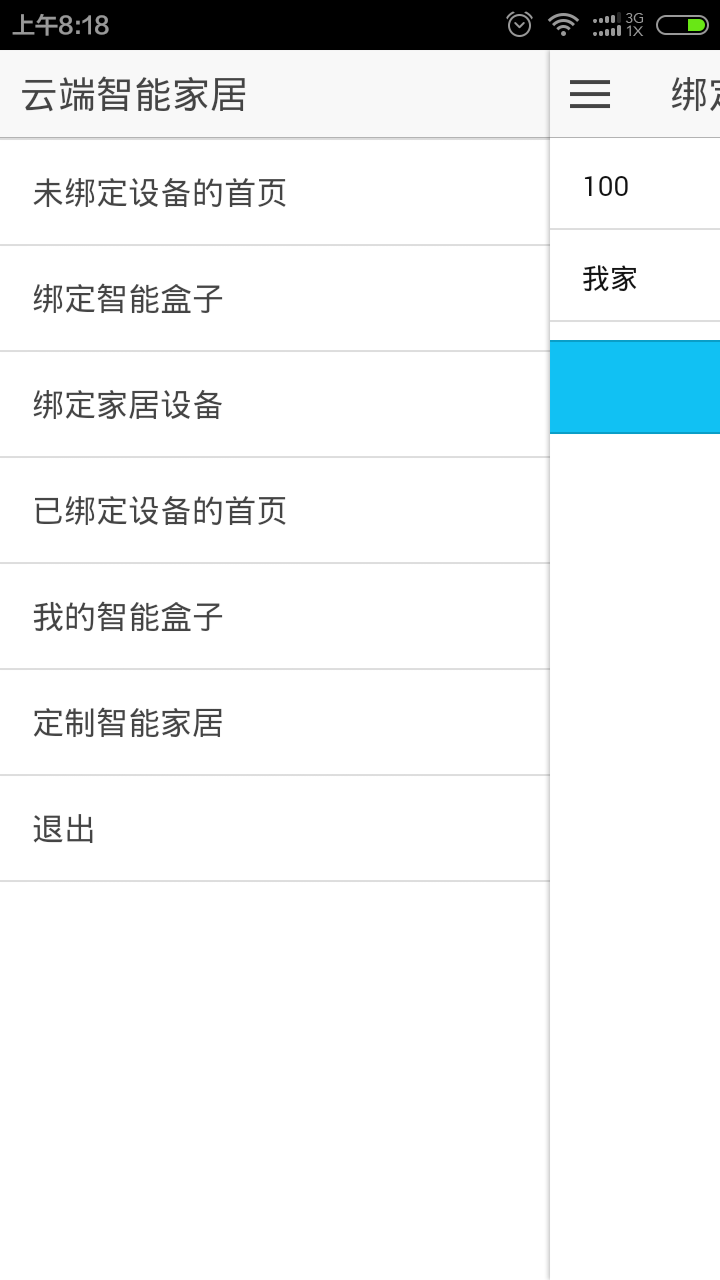 上午8:18
3G
1X
云端智能家居
未绑定设备的首页
绑定智能盒子
绑定家居设备
已绑定设备的首页
我的智能盒子
定制智能家居
退出
绑定
100
我家